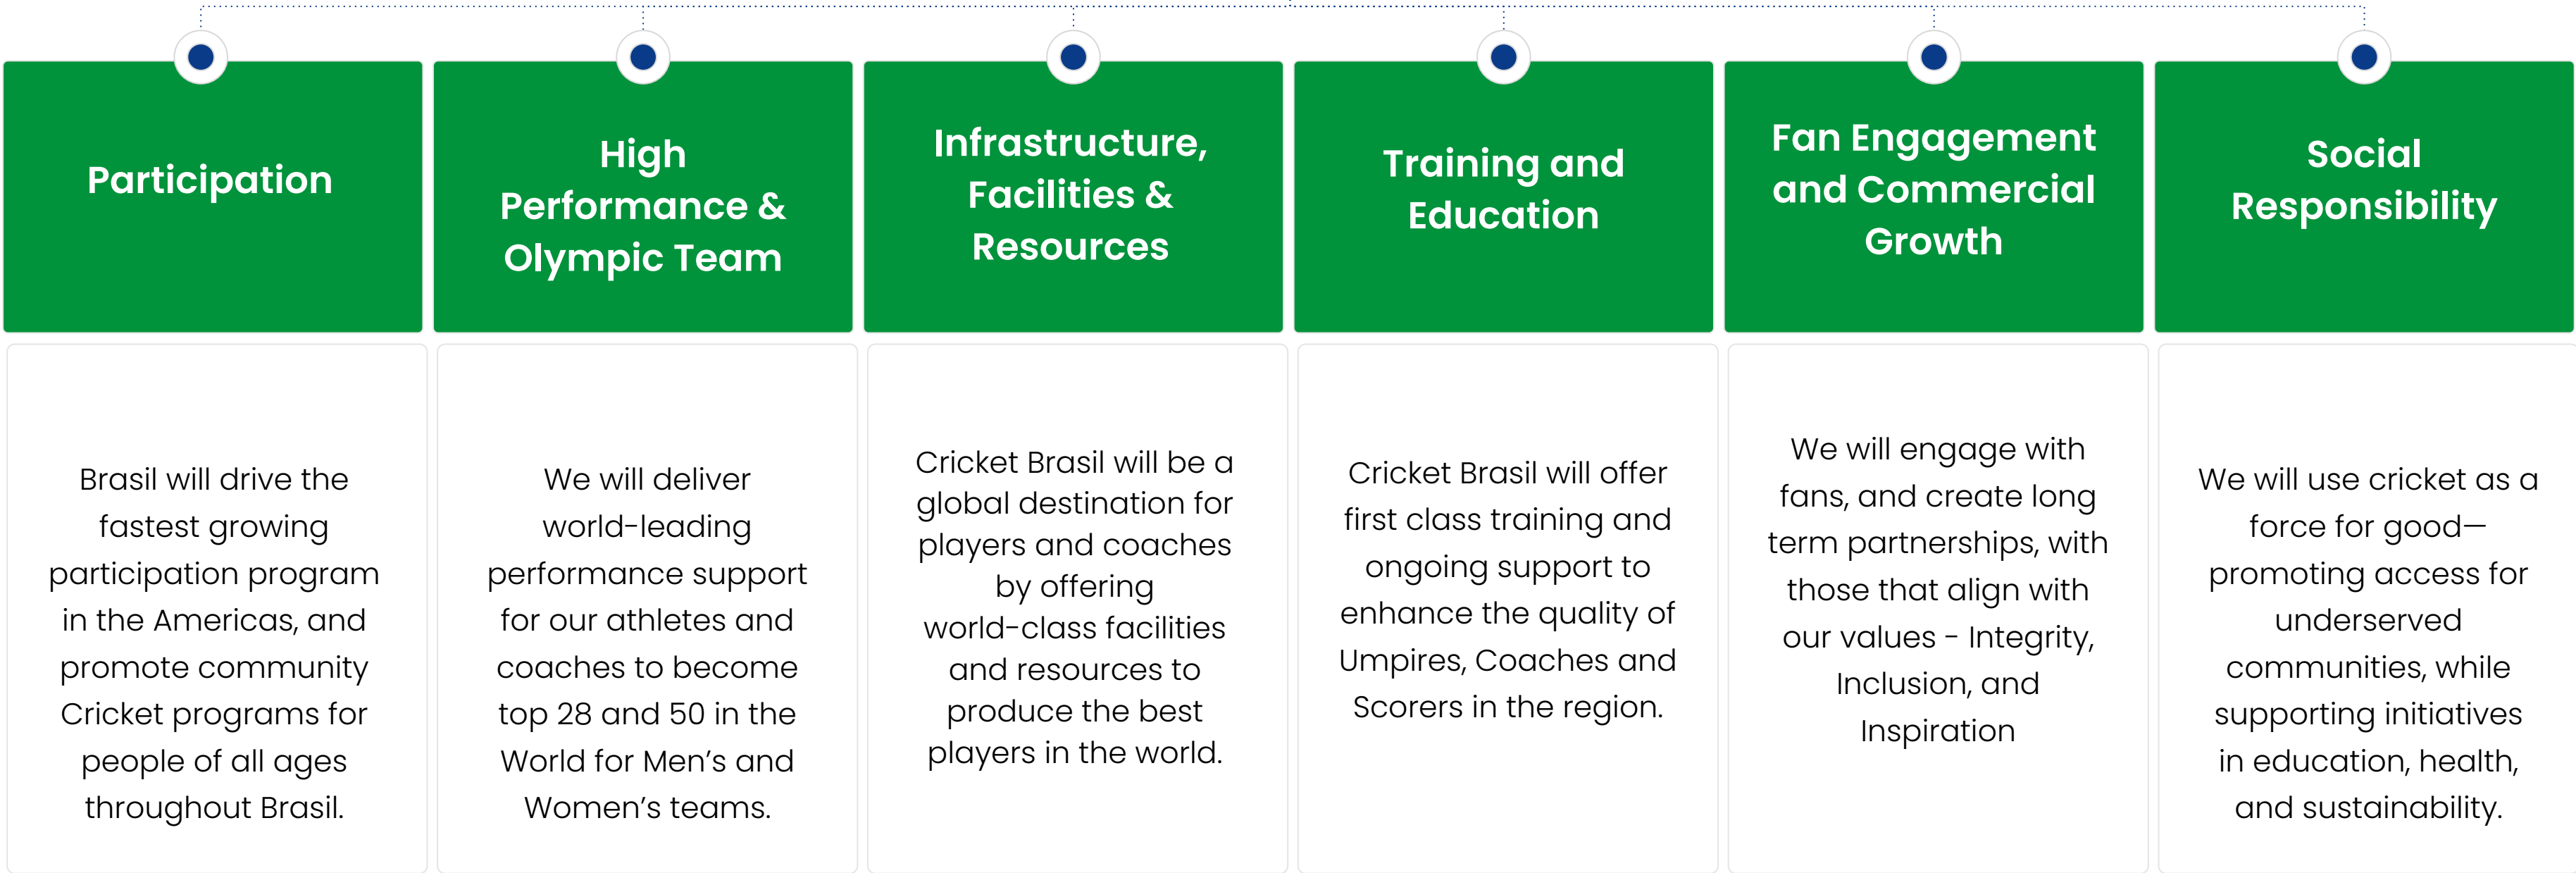 Participation
High
Performance &
Olympic Team
Infrastructure,
Facilities &
Resources
Training and
Education
Fan Engagement
and Commercial
Growth
Social
Responsibility
Brasil will drive the
fastest growing
participation program
in the Americas, and
promote community
Cricket programs for
people of all ages
throughout Brasil.
We will deliver
world-leading
performance support
for our athletes and
coaches to become
top 28 and 50 in the
World for Men’s and
Women’s teams.
Cricket Brasil will be a
global destination for
players and coaches
by offering
world-class facilities
and resources to
produce the best
players in the world.
Cricket Brasil will offer
first class training and
ongoing support to
enhance the quality of
Umpires, Coaches and
Scorers in the region.
We will engage with
fans, and create long
term partnerships, with
those that align with
our values - Integrity,
Inclusion, and
Inspiration
We will use cricket as a
force for good—
promoting access for
underserved
communities, while
supporting initiatives
in education, health,
and sustainability.